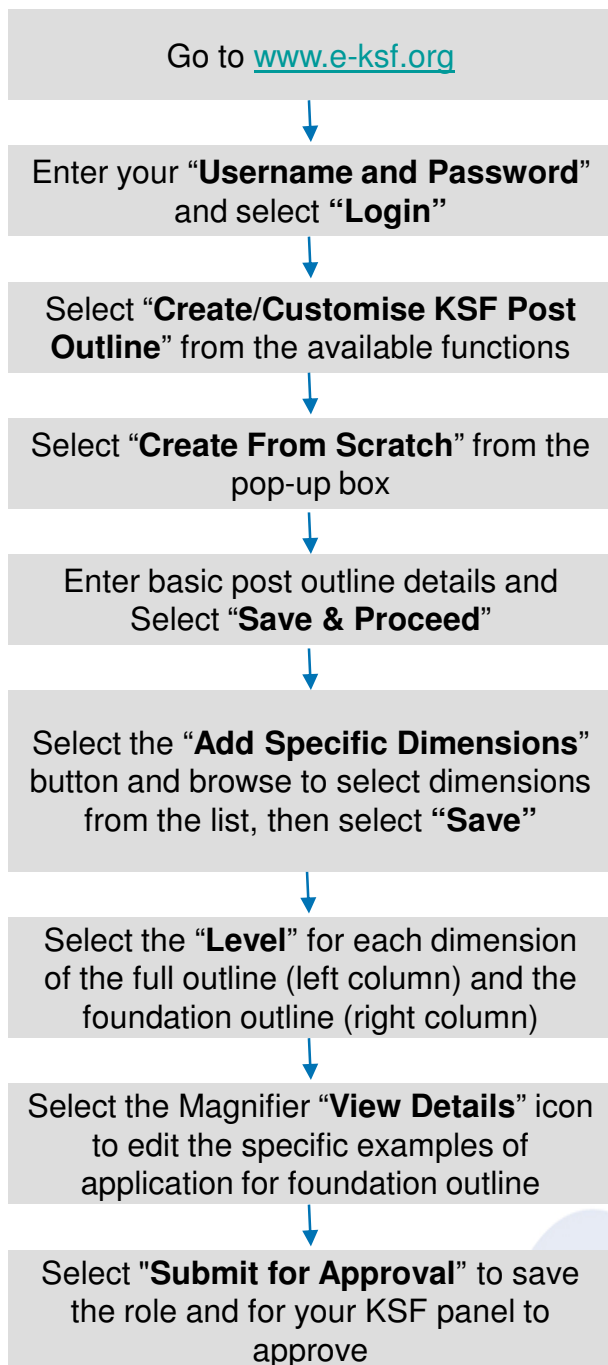 Go to www.e-ksf.org
Enter your “Username and Password”
and select “Login”
Select “Create/Customise KSF Post
Outline” from the available functions
Select “Create From Scratch” from the
pop-up box
Enter basic post outline details and
Select “Save & Proceed”
Select the “Add Specific Dimensions”
button and browse to select dimensions
from the list, then select “Save”
Select the “Level” for each dimension
of the full outline (left column) and the
foundation outline (right column)
Select the Magnifier “View Details” icon
to edit the specific examples of
application for foundation outline
Select "Submit for Approval” to save
the role and for your KSF panel to
approve